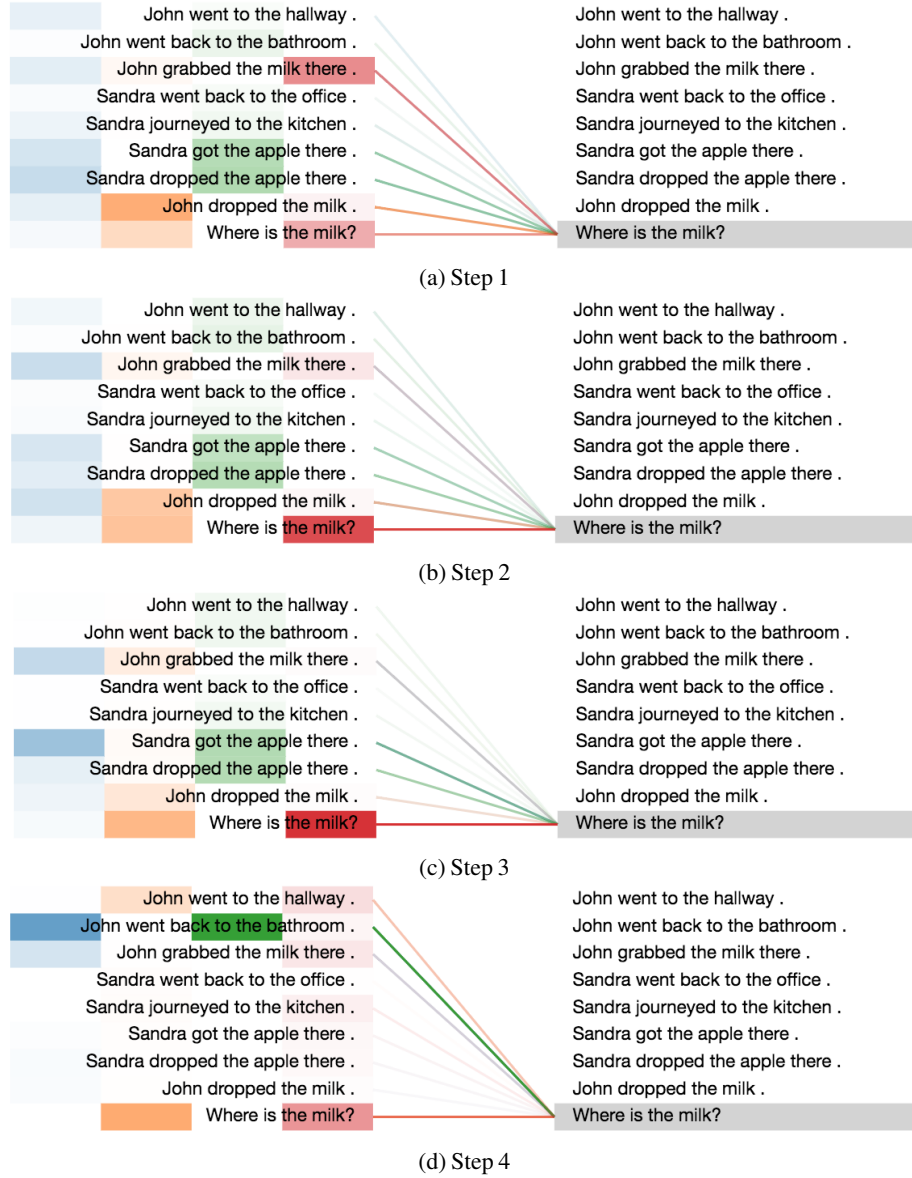 John went to the hallway . John went to the hallway .
John went back to the bathroom . John went back to the bathroom .
John grabbed the milk there . John grabbed the milk there .
Sandra went back to the office . Sandra went back to the office .
Sandra journeyed to the kitchen . Sandra journeyed to the kitchen .
Sandra got the apple there . Sandra got the apple there .
Sandra dropped the apple there . Sandra dropped the apple there .
John dropped the milk . John dropped the milk .
Where is the milk? Where is the milk?
(a) Step 1
John went to the hallway . John went to the hallway .
John went back to the bathroom . John went back to the bathroom .
John grabbed the milk there . John grabbed the milk there .
Sandra went back to the office . Sandra went back to the office .
Sandra journeyed to the kitchen . Sandra journeyed to the kitchen .
Sandra got the apple there . Sandra got the apple there .
Sandra dropped the apple there . Sandra dropped the apple there .
John dropped the milk . John dropped the milk .
Where is the milk? Where is the milk?
(b) Step 2
John went to the hallway . John went to the hallway .
John went back to the bathroom . John went back to the bathroom .
John grabbed the milk there . John grabbed the milk there .
Sandra went back to the office . Sandra went back to the office .
Sandra journeyed to the kitchen . Sandra journeyed to the kitchen .
Sandra got the apple there . Sandra got the apple there .
Sandra dropped the apple there . Sandra dropped the apple there .
John dropped the milk . John dropped the milk .
Where is the milk? Where is the milk?
(c) Step 3
John went to the hallway . John went to the hallway .
John went back to the bathroom . John went back to the bathroom .
John grabbed the milk there . John grabbed the milk there .
Sandra went back to the office . Sandra went back to the office .
Sandra journeyed to the kitchen . Sandra journeyed to the kitchen .
Sandra got the apple there . Sandra got the apple there .
Sandra dropped the apple there . Sandra dropped the apple there .
John dropped the milk . John dropped the milk .
Where is the milk? Where is the milk?
(d) Step 4